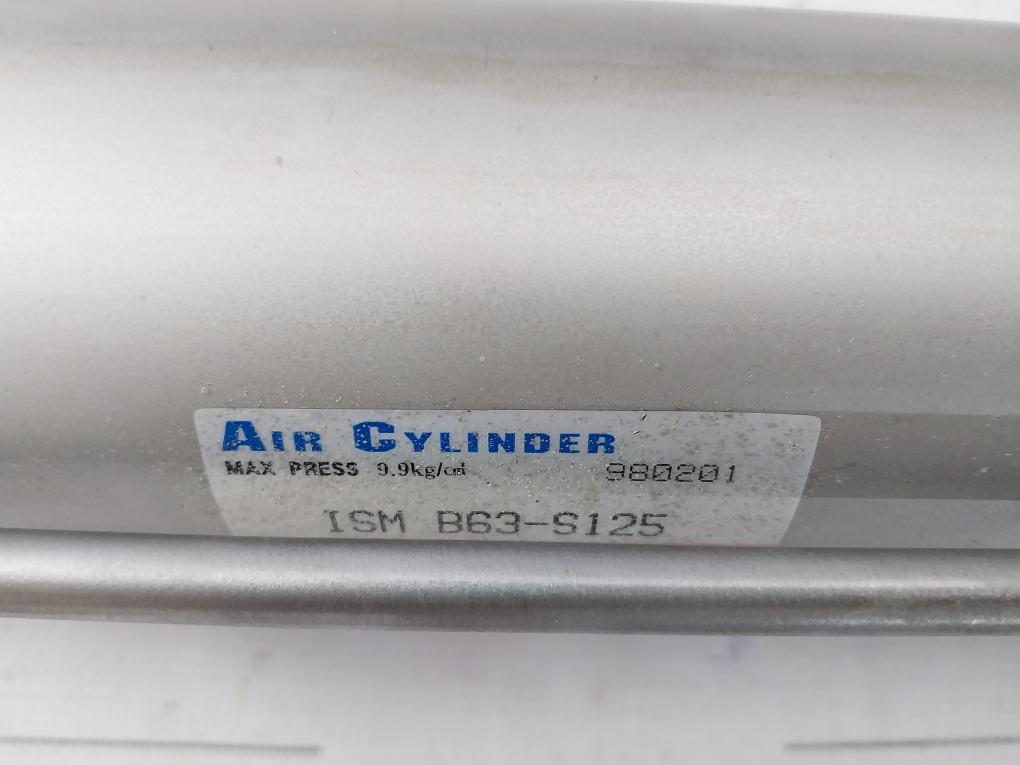 AIR CYLINDER
MAX PRESS 9.9kg/cm² 980201
ISM B63-S125